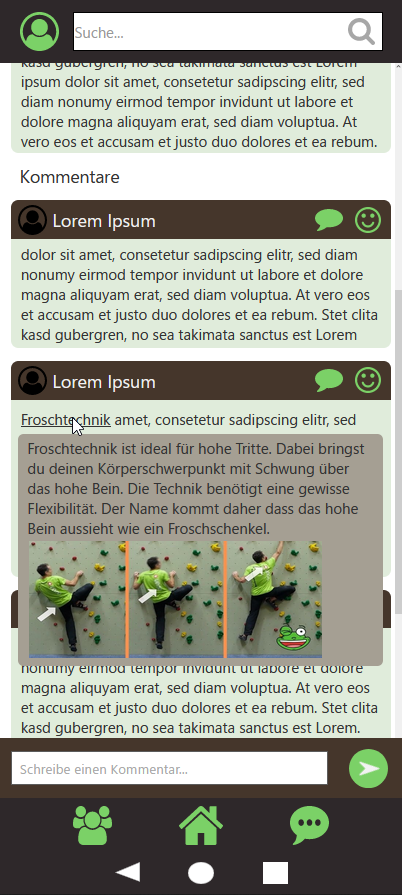 Suche...
kasd gubergren, no sea takimata sanctus est Lorem
ipsum dolor sit amet, consetetur sadipscing elitr, sed
diam nonumy eirmod tempor invidunt ut labore et
dolore magna aliquyam erat, sed diam voluptua. At
vero eos et accusam et justo duo dolores et ea rebum.
Kommentare
Lorem Ipsum
dolor sit amet, consetetur sadipscing elitr, sed diam
nonumy eirmod tempor invidunt ut labore et dolore
magna aliquyam erat, sed diam voluptua. At vero eos
et accusam et justo duo dolores et ea rebum. Stet clita
kasd gubergren, no sea takimata sanctus est Lorem
Lorem Ipsum
Froschtechnik amet, consetetur sadipscing elitr, sed
Froschtechnik ist ideal für hohe Tritte. Dabei bringst
du deinen Körperschwerpunkt mit Schwung über
das hohe Bein. Die Technik benötigt eine gewisse
Flexibilität. Der Name kommt daher dass das hohe
Bein aussieht wie ein Froschschenkel.
nonumy eirmod tempor invidunt ut labore et dolore
magna aliquyam erat, sed diam voluptua. At vero eos
et accusam et justo duo dolores et ea rebum. Stet clita
kasd gubergren, no sea takimata sanctus est Lorem.
Schreibe einen Kommentar...